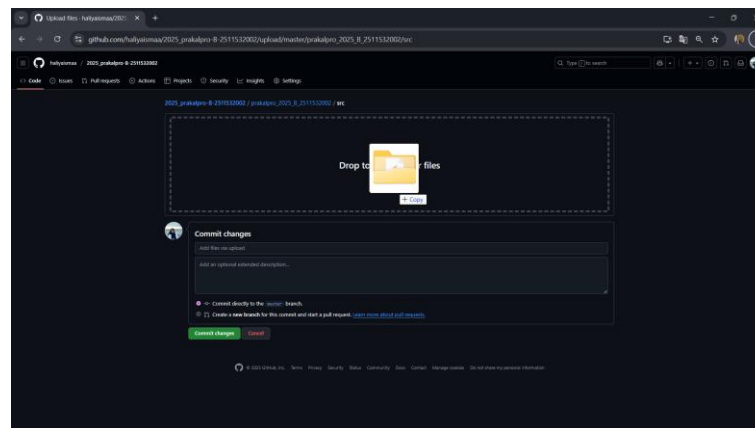 Upload files · haliyaismaa/2025
github.com/haliyaismaa/2025_prakalpro-B-2511532002/upload/master/prakalpro_2025_B_2511532002/src
haliyaismaa / 2025_prakalpro-B-2511532002
Type / to search
Code Issues Pull requests Actions Projects Security Insights Settings
2025_prakalpro-B-2511532002 / prakalpro_2025_B_2511532002 / src
Drop to r files
+ Copy
Commit changes
Add files via upload
Add an optional extended description...
Commit directly to the master branch.
Create a new branch for this commit and start a pull request. Learn more about pull requests.
Commit changes Cancel
© 2025 GitHub, Inc. Terms Privacy Security Status Community Docs Contact Manage cookies Do not share my personal information